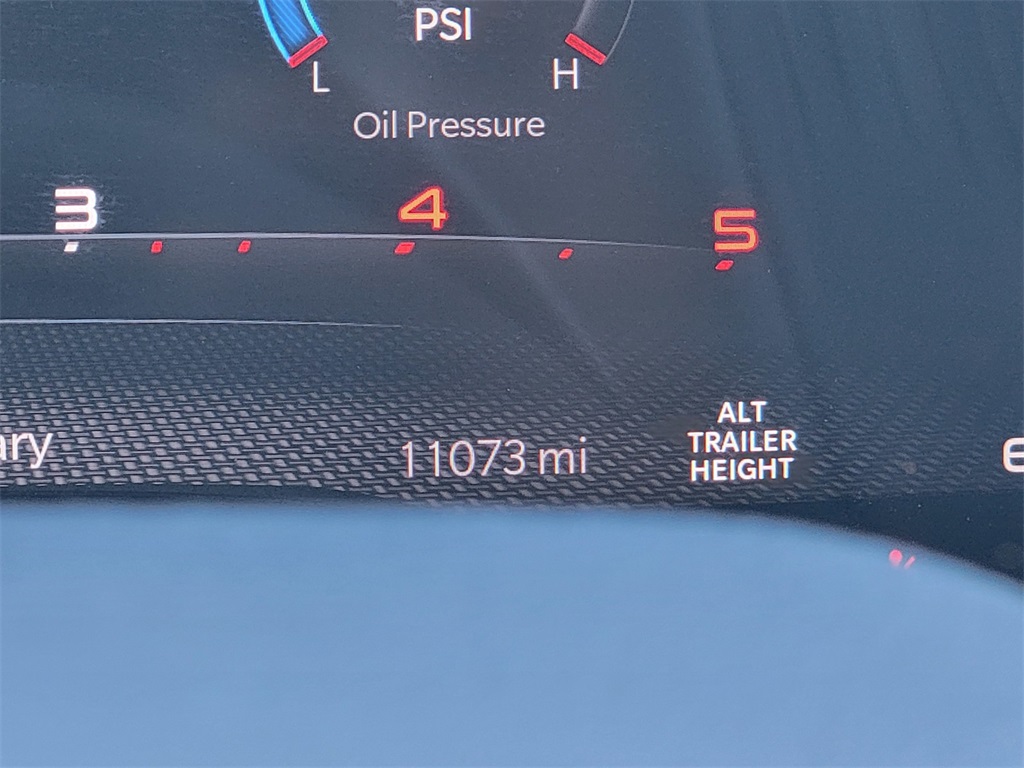 PSI
L H
Oil Pressure
3 4 5
ary 11073 mi
ALT
TRAILER
HEIGHT